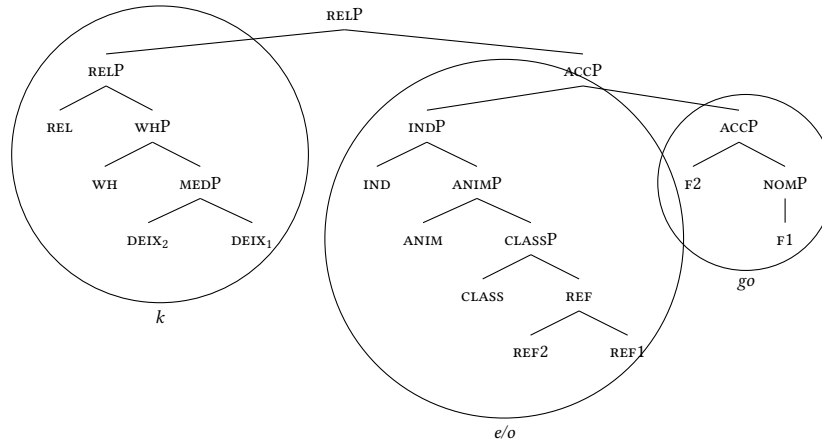 RELP
RELP ACCP
REL WHP INDP ACCP
WH MEDP IND ANIMP F2 NOMP
DEIX₂ DEIX₁ ANIM CLASSP F1
go
CLASS REF
k
REF2 REF1
e/o